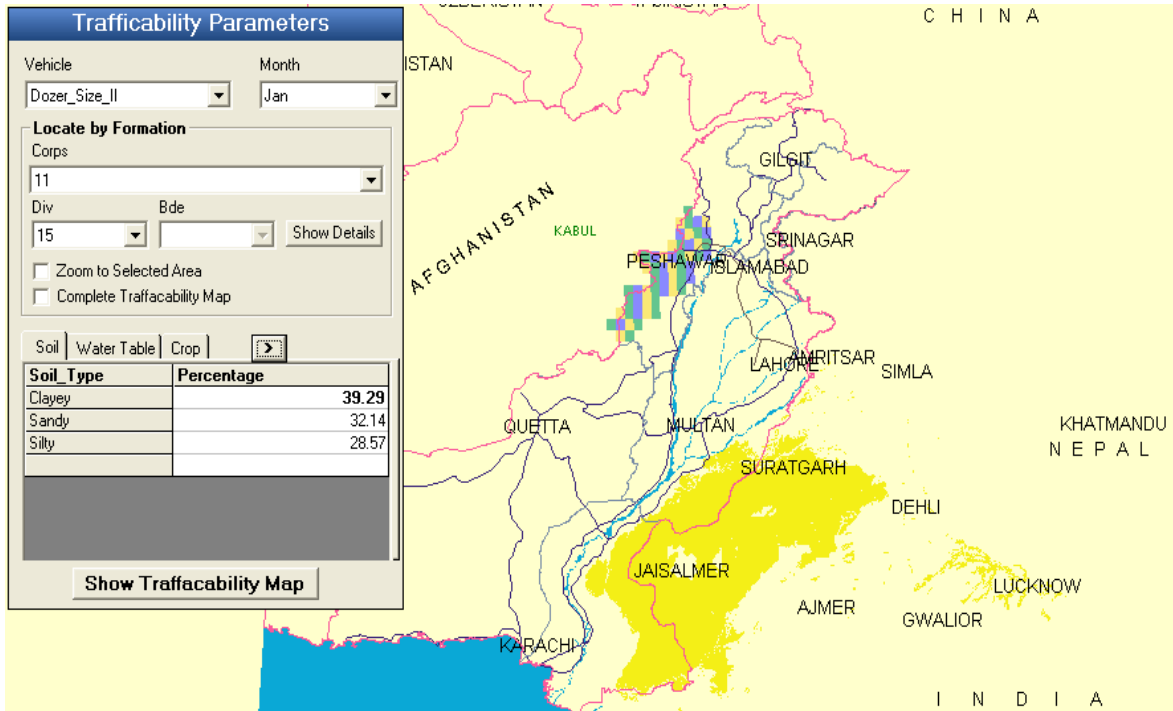 Trafficability Parameters
Vehicle
Month
Dozer_Size_II
Jan
Locate by Formation
Corps
11
Div
Bde
15
Show Details
Zoom to Selected Area
Complete Traffacability Map
Soil
Water Table
Crop
>
Soil_Type Percentage
Clayey 39.29
Sandy 32.14
Silty 28.57
Show Traffacability Map
C H I N A
ISTAN
GILGIT
AFGHANISTAN
KABUL
SRINAGAR
PESHAWAR
ISLAMABAD
LAHORE
AMRITSAR
SIMLA
QUETTA
MULTAN
KHATMANDU
N E P A L
SURATGARH
DEHLI
JAISALMER
LUCKNOW
AJMER
GWALIOR
KARACHI
I N D I A